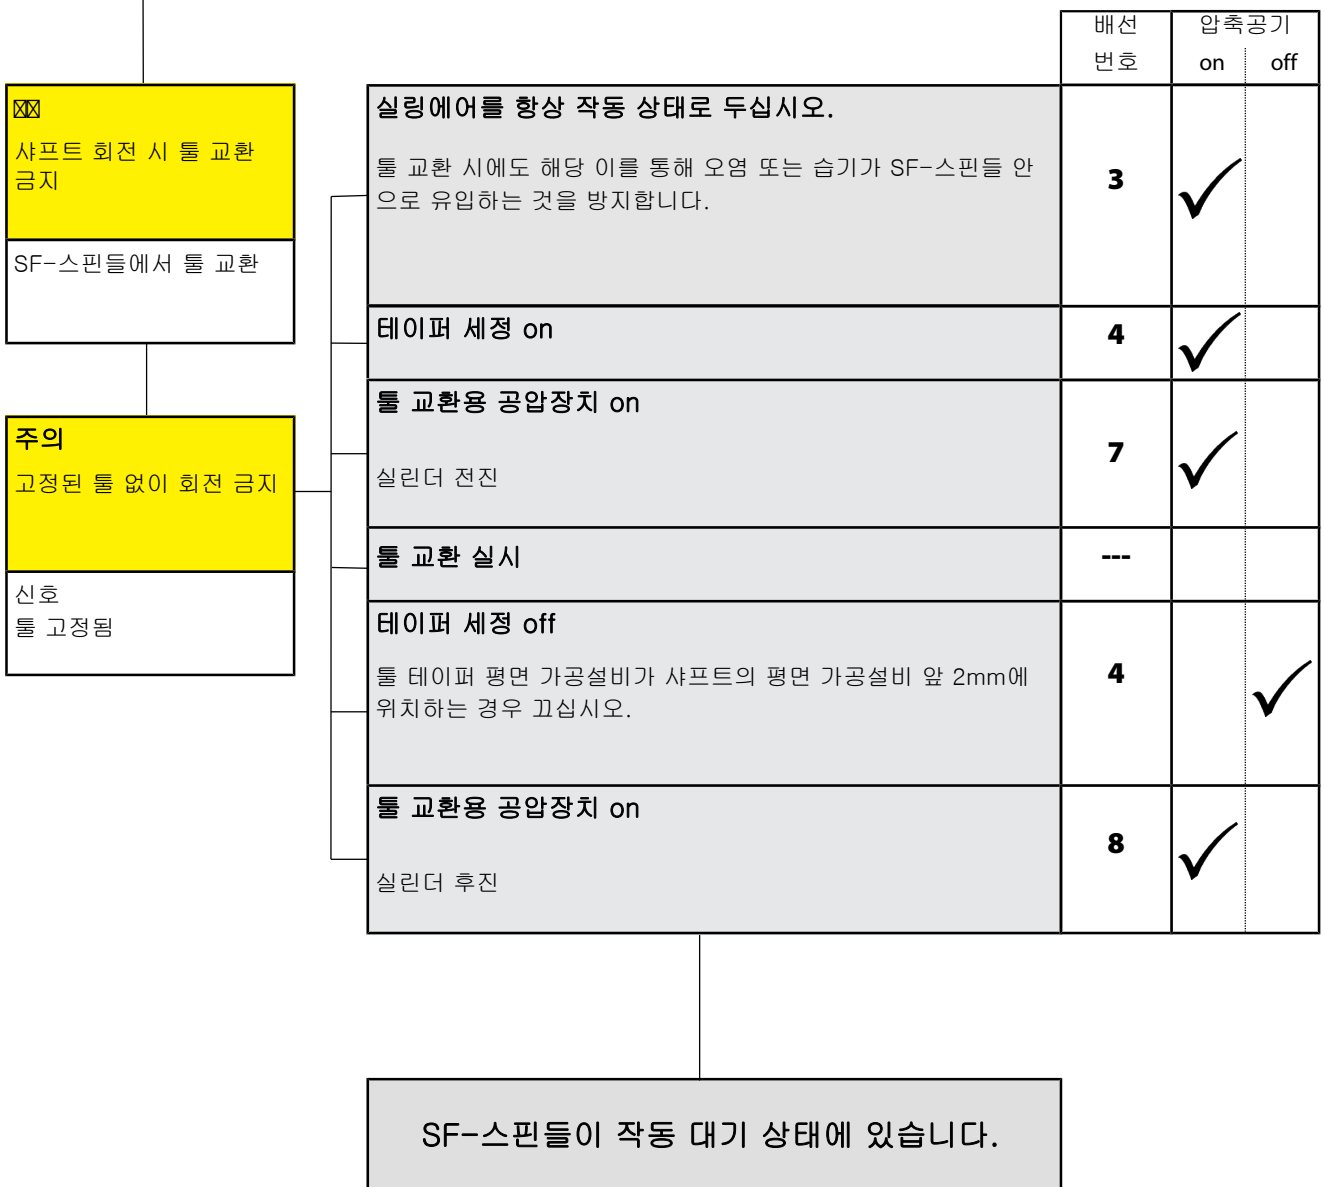 배선
번호
압축공기
on off
샤프트 회전 시 툴 교환
금지
SF-스핀들에서 툴 교환
주의
고정된 툴 없이 회전 금지
신호
툴 고정됨
실링에어를 항상 작동 상태로 두십시오.
툴 교환 시에도 해당 이를 통해 오염 또는 습기가 SF-스핀들 안
으로 유입하는 것을 방지합니다.
3
테이퍼 세정 on
4
툴 교환용 공압장치 on
실린더 전진
7
툴 교환 실시
---
테이퍼 세정 off
툴 테이퍼 평면 가공설비가 샤프트의 평면 가공설비 앞 2mm에
위치하는 경우 끄십시오.
4
툴 교환용 공압장치 on
실린더 후진
8
SF-스핀들이 작동 대기 상태에 있습니다.